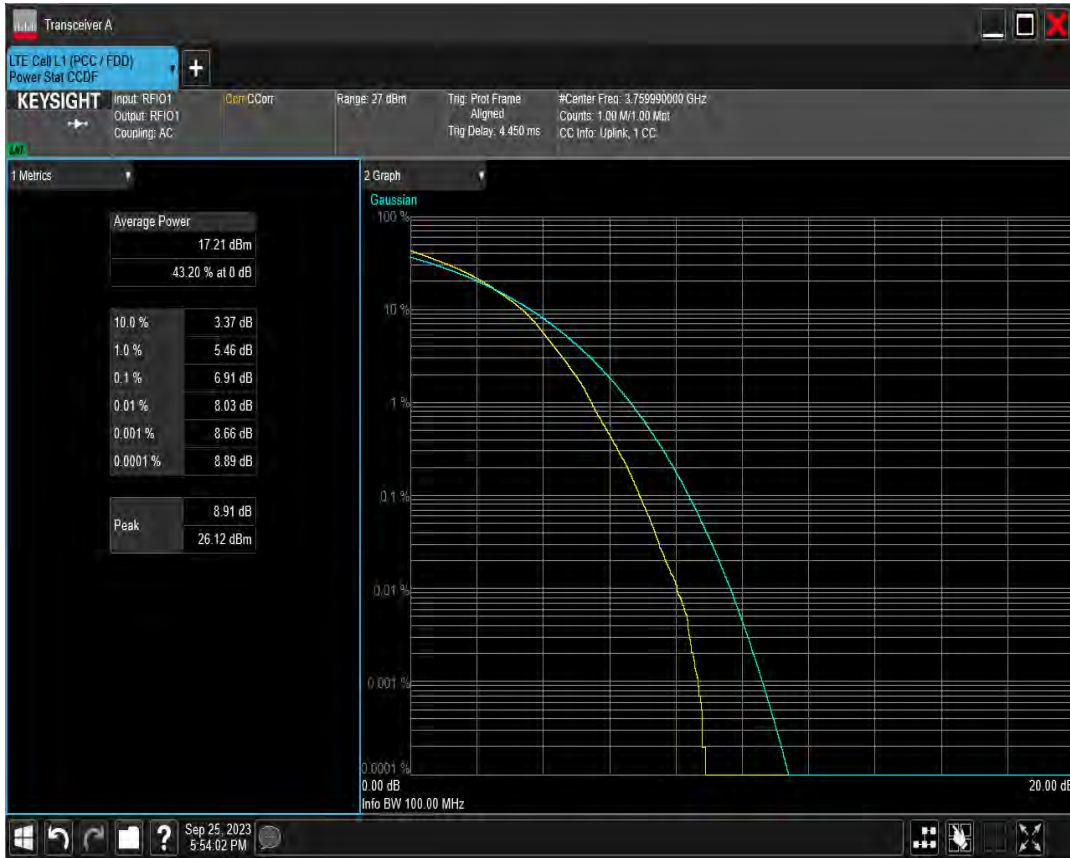 Transceiver A
LTE Cell L1 (PCC / FDD)
Power Stat CCDF
+
KEYSIGHT
Input: RFIO1
Output: RFIO1
Coupling: AC
Corr CCorr
Range: 27 dBm
Trig: Prot Frame
Aligned
Trig Delay: 4.450 ms
#Center Freq: 3.759990000 GHz
Counts: 1.00 M/1.00 Mpt
CC Info: Uplink, 1 CC
1 Metrics
Average Power
17.21 dBm
43.20 % at 0 dB
10.0 % 3.37 dB
1.0 % 5.46 dB
0.1 % 6.91 dB
0.01 % 8.03 dB
0.001 % 8.66 dB
0.0001 % 8.89 dB
Peak
8.91 dB
26.12 dBm
2 Graph
Gaussian
100 %
10 %
1 %
0.1 %
0.01 %
0.001 %
0.0001 %
0.00 dB
20.00 dB
Info BW 100.00 MHz
?
Sep 25, 2023
5:54:02 PM